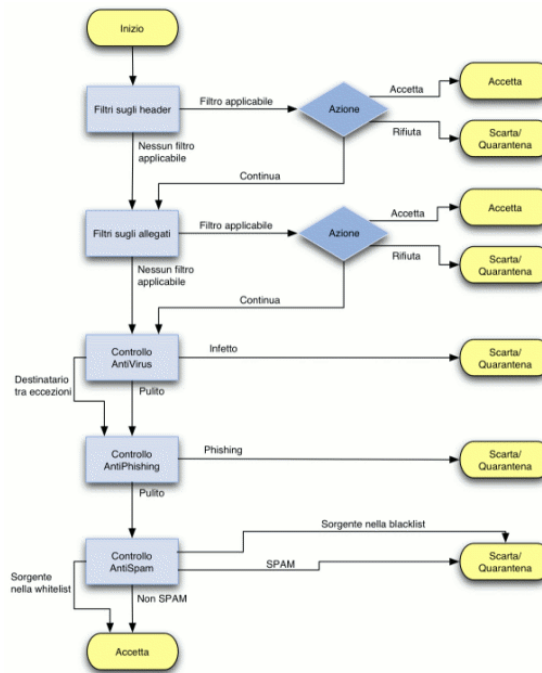 Inizio
Filtri sugli header
Filtro applicabile
Azione
Accetta
Accetta
Rifiuta
Scarta/
Quarantena
Nessun filtro
applicabile
Continua
Filtri sugli allegati
Filtro applicabile
Azione
Accetta
Accetta
Rifiuta
Scarta/
Quarantena
Nessun filtro
applicabile
Continua
Controllo
AntiVirus
Infetto
Scarta/
Quarantena
Destinatario
tra eccezioni
Pulito
Controllo
AntiPhishing
Phishing
Scarta/
Quarantena
Pulito
Controllo
AntiSpam
Sorgente nella blacklist
SPAM
Scarta/
Quarantena
Sorgente
nella whitelist
Non SPAM
Accetta